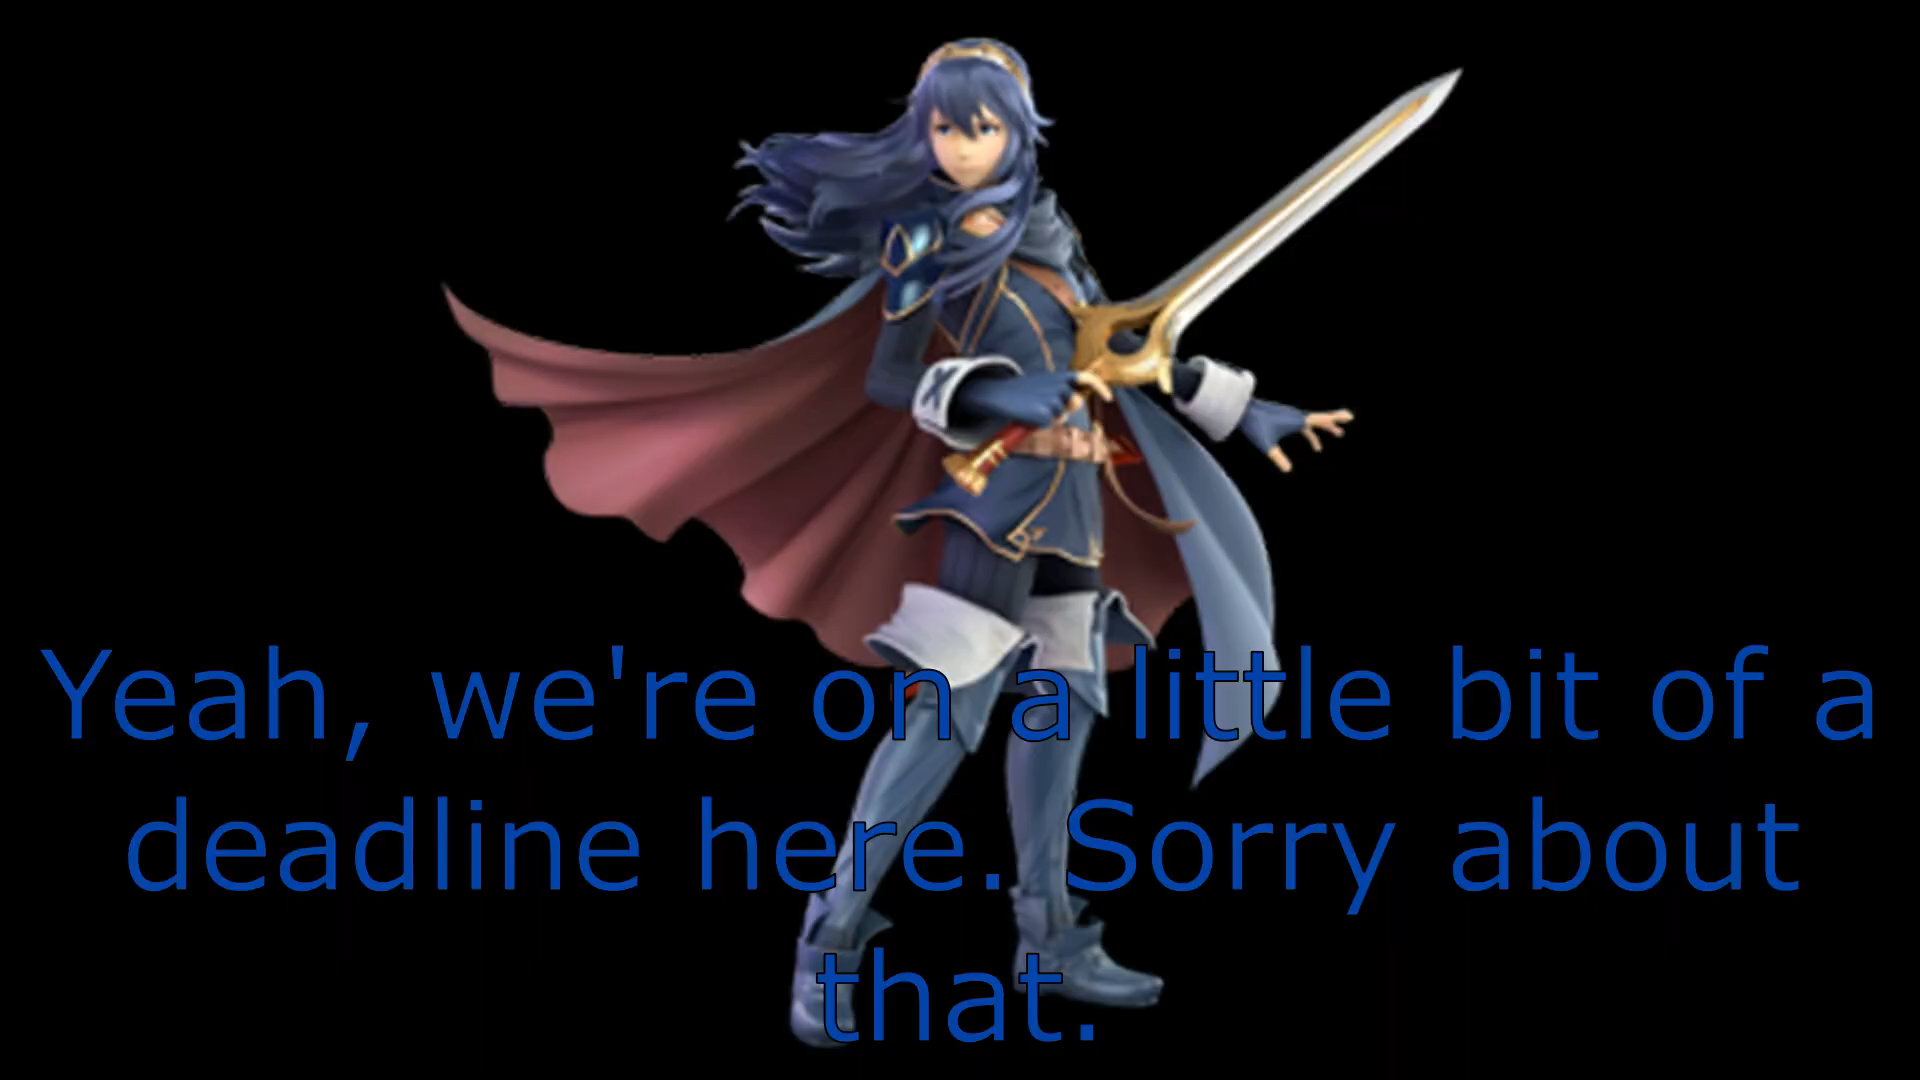 Yeah, we're on a little bit of a
deadline here. Sorry about
that.